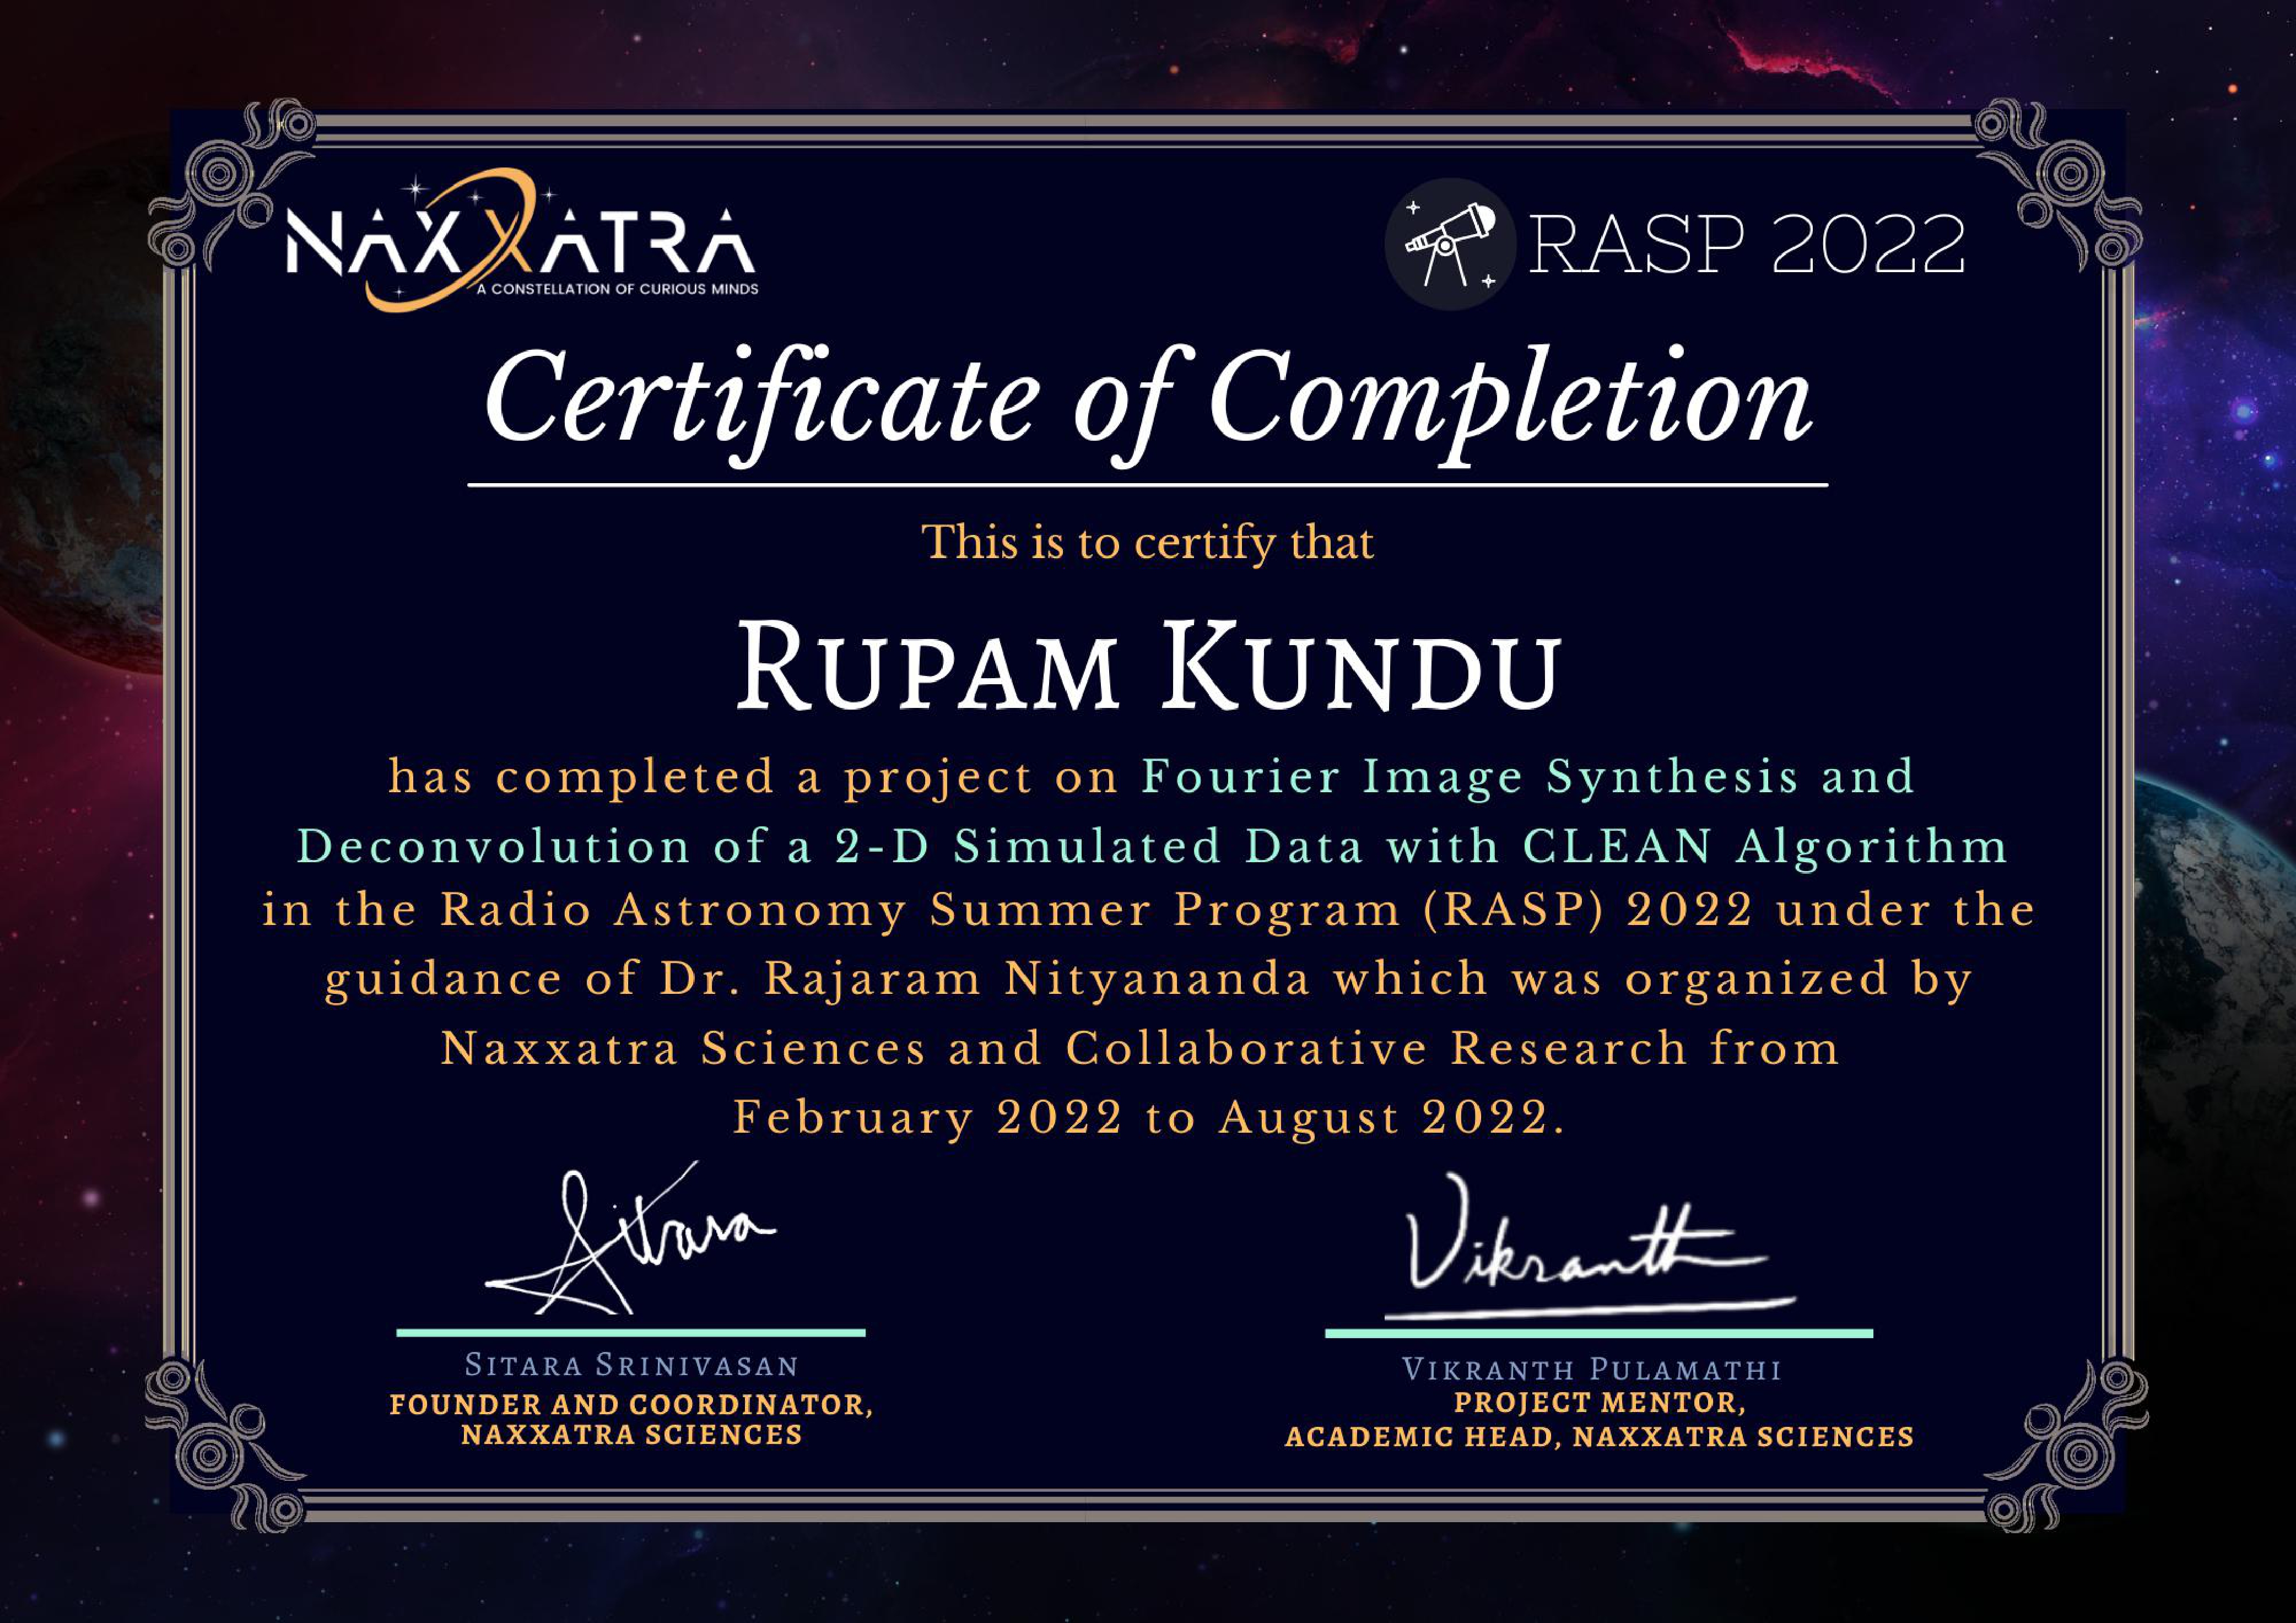 NAXXATRA
A CONSTELLATION OF CURIOUS MINDS
RASP 2022
Certificate of Completion
This is to certify that
RUPAM KUNDU
has completed a project on Fourier Image Synthesis and
Deconvolution of a 2-D Simulated Data with CLEAN Algorithm
in the Radio Astronomy Summer Program (RASP) 2022 under the
guidance of Dr. Rajaram Nityananda which was organized by
Naxxatra Sciences and Collaborative Research from
February 2022 to August 2022.
Sitara
Vikranth
SITARA SRINIVASAN
FOUNDER AND COORDINATOR,
NAXXATRA SCIENCES
VIKRANTH PULAMATHI
PROJECT MENTOR,
ACADEMIC HEAD, NAXXATRA SCIENCES